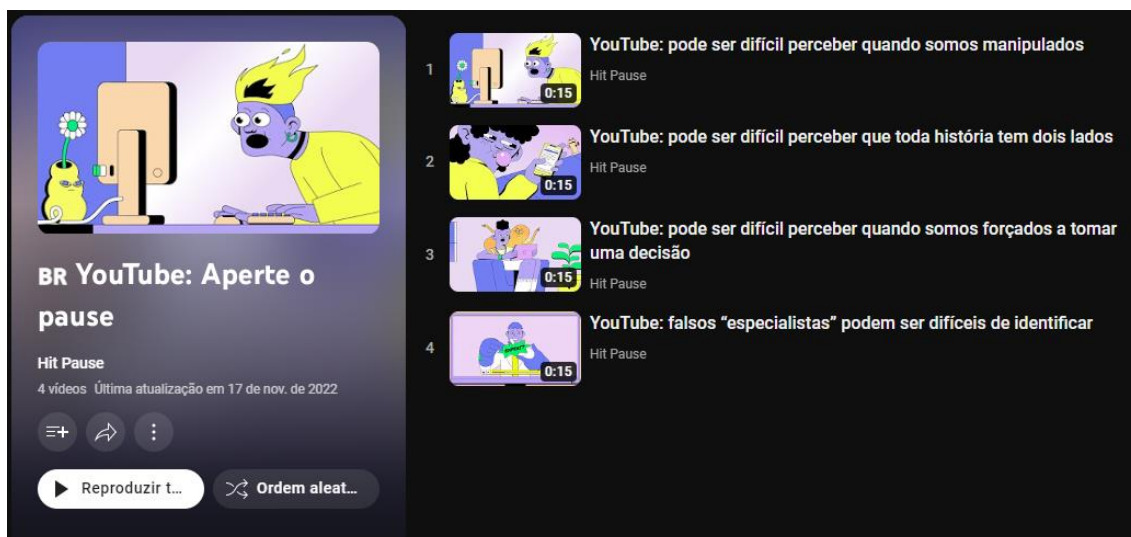 BR YouTube: Aperte o
pause
Hit Pause
4 vídeos Última atualização em 17 de nov. de 2022
Reproduzir t...
Ordem aleat...
1
0:15
YouTube: pode ser difícil perceber quando somos manipulados
Hit Pause
2
0:15
YouTube: pode ser difícil perceber que toda história tem dois lados
Hit Pause
3
0:15
YouTube: pode ser difícil perceber quando somos forçados a tomar
uma decisão
Hit Pause
4
0:15
YouTube: falsos “especialistas” podem ser difíceis de identificar
Hit Pause